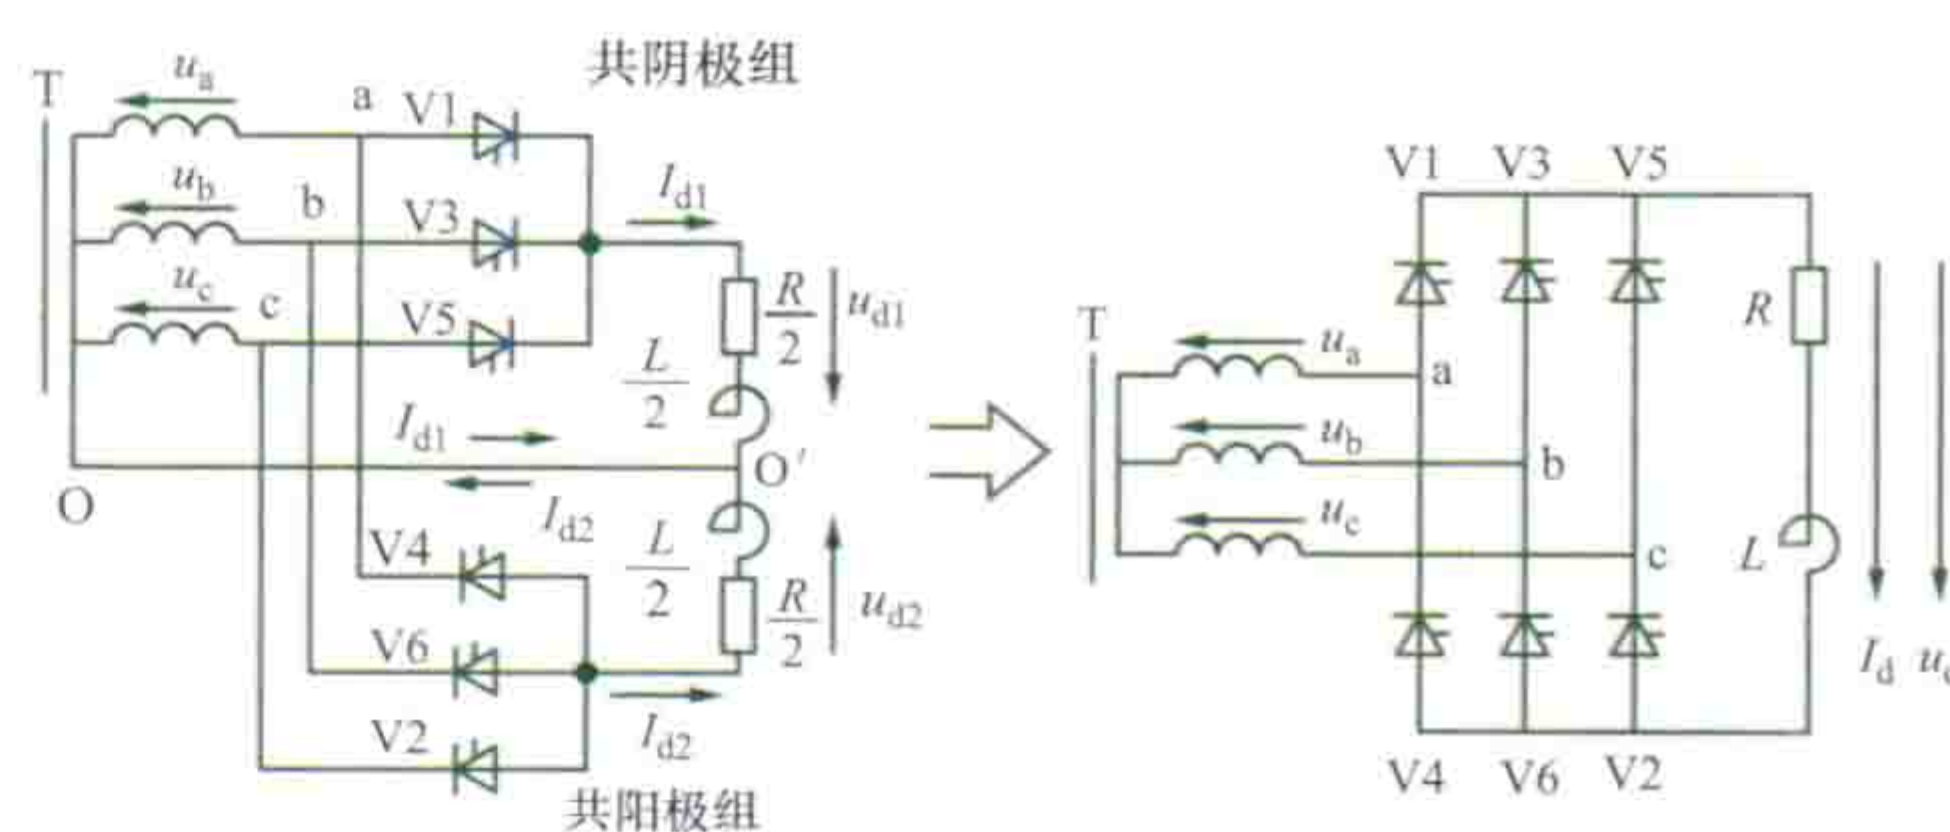 共阴极组
T
u_a
a
V1
u_b
b
V3
I_d1
u_c
c
V5
R/2
u_d1
L/2
I_d1
O
O′
I_d2
V4
L/2
R/2
u_d2
V6
V2
I_d2
共阳极组
V1 V3 V5
T
u_a
a
R
u_b
b
u_c
c
L
I_d
V4 V6 V2